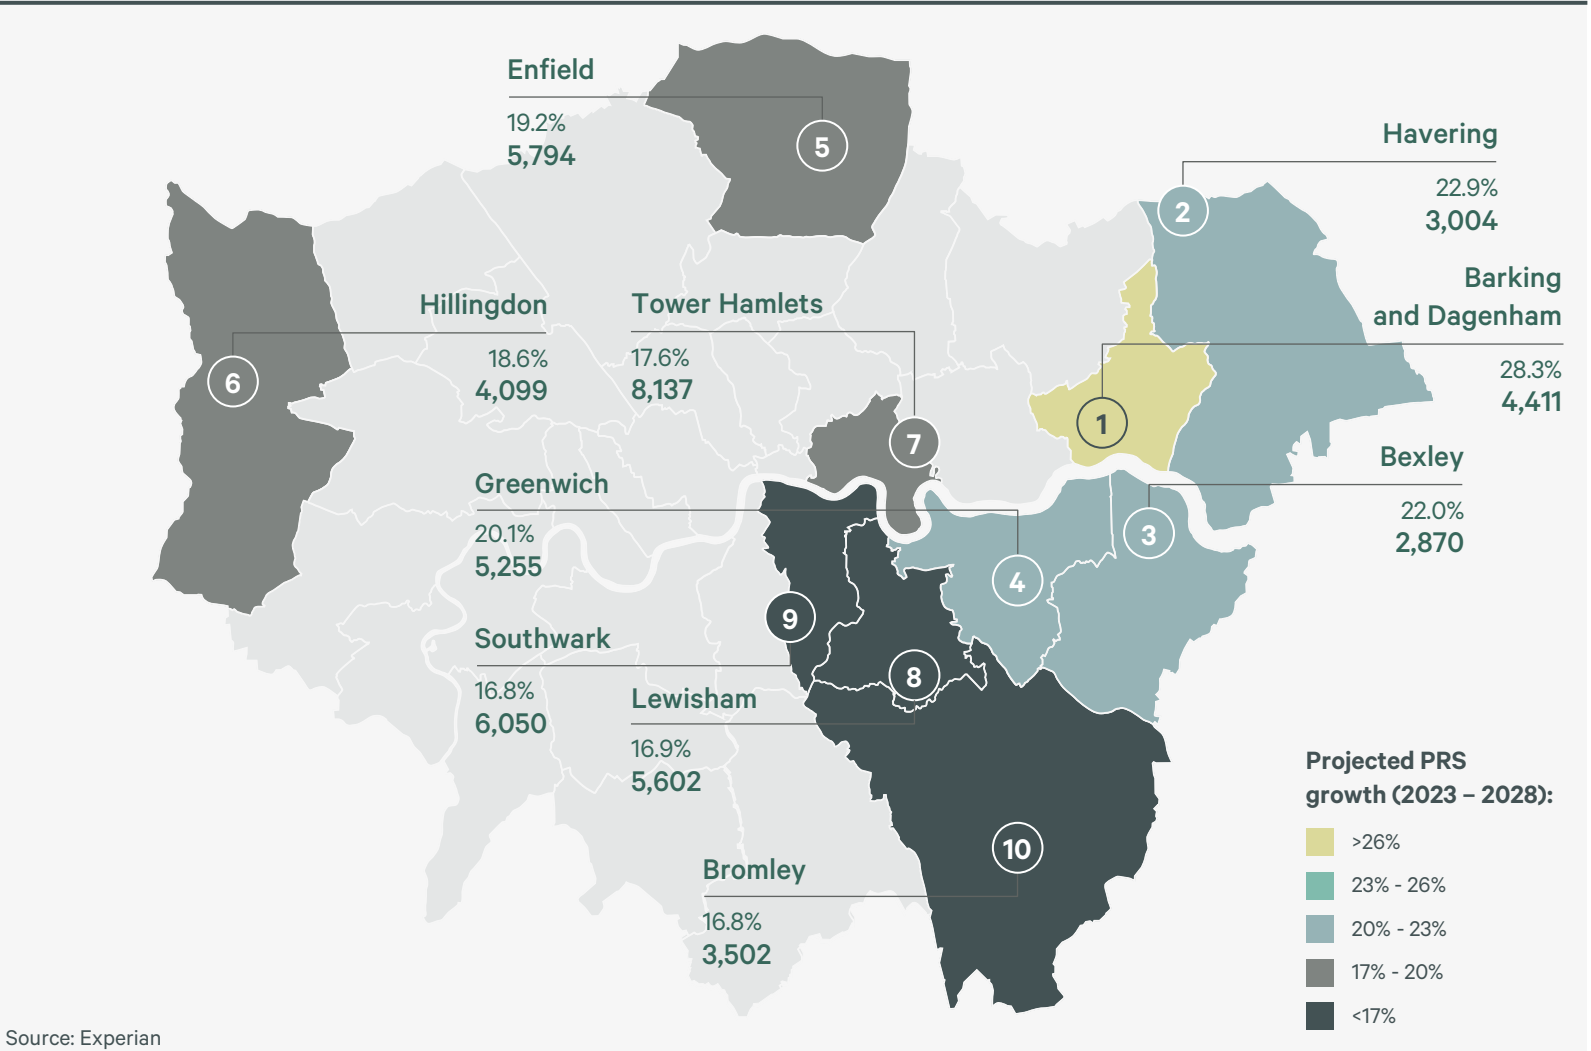 Enfield
19.2%
5,794
5
Havering
22.9%
3,004
2
Barking
and Dagenham
28.3%
4,411
1
Hillingdon
18.6%
4,099
6
Tower Hamlets
17.6%
8,137
7
Bexley
22.0%
2,870
3
Greenwich
20.1%
5,255
4
Southwark
16.8%
6,050
9
Lewisham
16.9%
5,602
8
Bromley
16.8%
3,502
10
Projected PRS
growth (2023 – 2028):
>26%
23% - 26%
20% - 23%
17% - 20%
<17%
Source: Experian